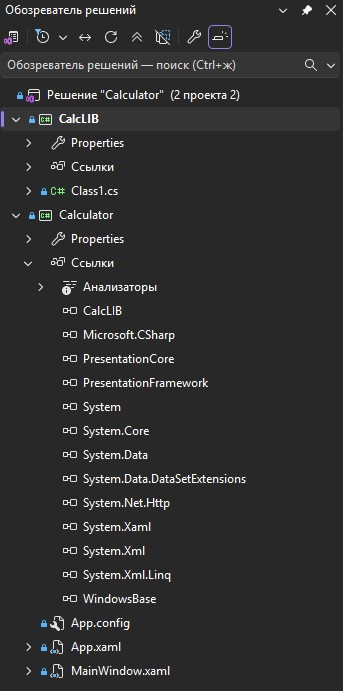 Обозреватель решений
Обозреватель решений — поиск (Ctrl+ж)
Решение "Calculator" (2 проекта 2)
CalcLIB
Properties
Ссылки
C# Class1.cs
Calculator
Properties
Ссылки
Анализаторы
CalcLIB
Microsoft.CSharp
PresentationCore
PresentationFramework
System
System.Core
System.Data
System.Data.DataSetExtensions
System.Net.Http
System.Xaml
System.Xml
System.Xml.Linq
WindowsBase
App.config
App.xaml
MainWindow.xaml